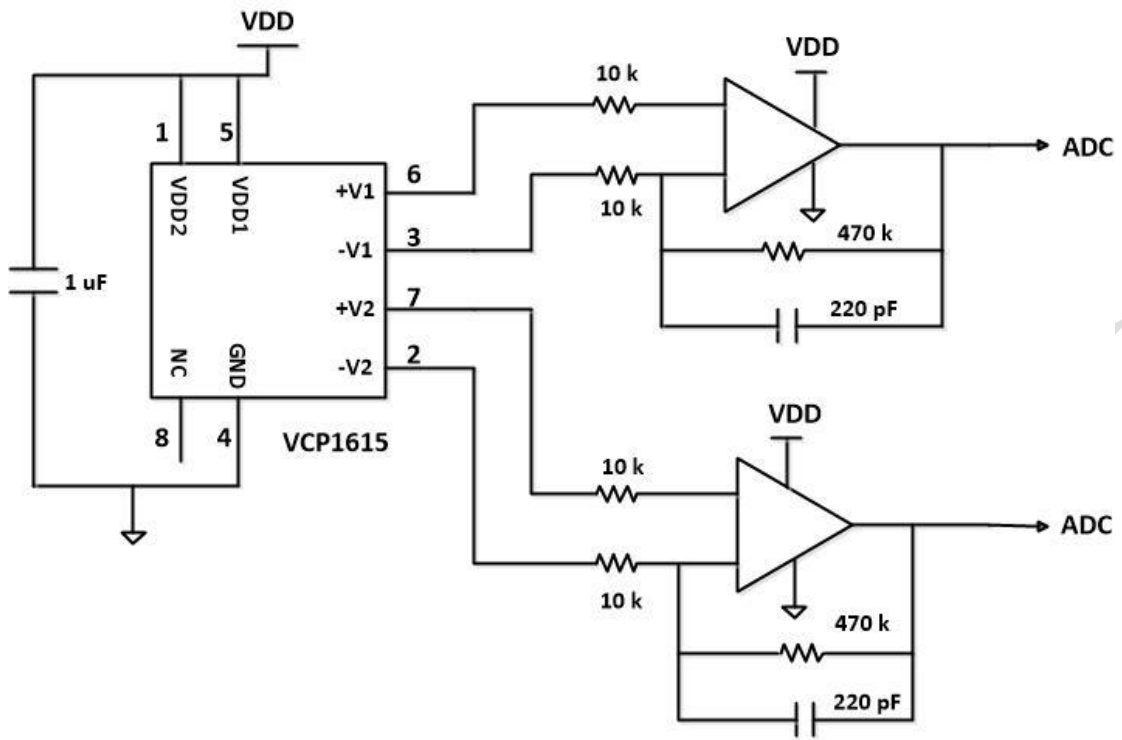 VDD
1
5
VDD2
VDD1
+V1
-V1
+V2
-V2
NC
GND
8
4
6
3
7
2
VCP1615
1 uF
10 k
10 k
VDD
ADC
470 k
220 pF
10 k
10 k
VDD
ADC
470 k
220 pF